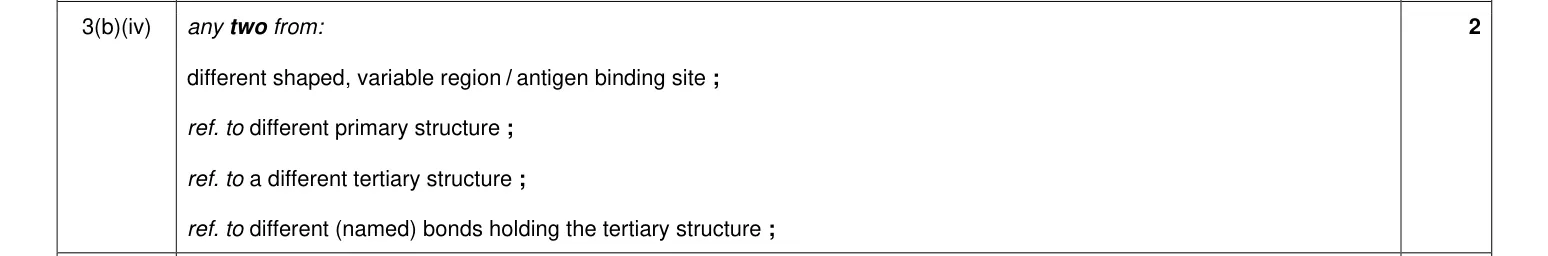 3(b)(iv) any two from: 2
different shaped, variable region / antigen binding site ;
ref. to different primary structure ;
ref. to a different tertiary structure ;
ref. to different (named) bonds holding the tertiary structure ;